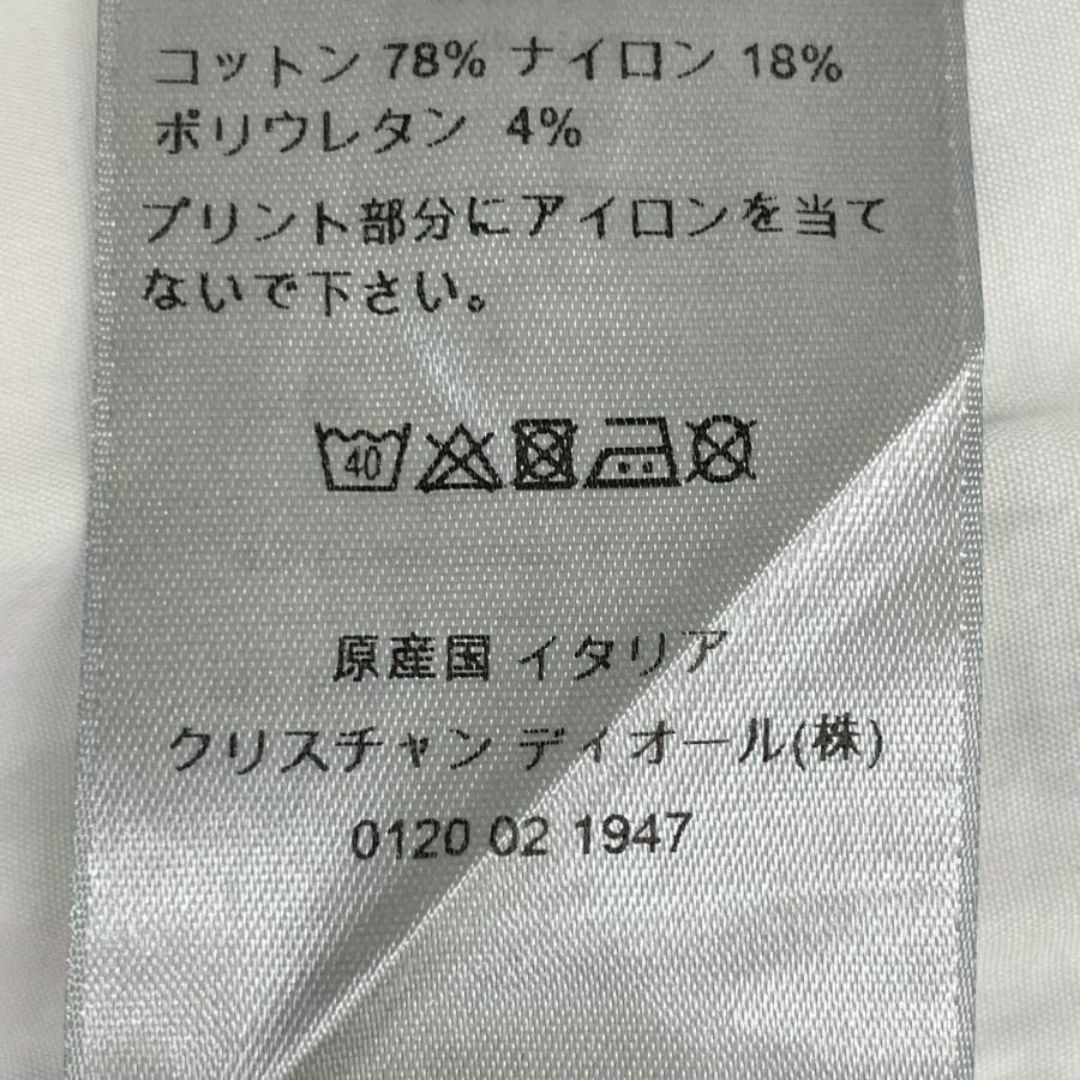 コットン 78% ナイロン 18%
ポリウレタン 4%
プリント部分にアイロンを当て
ないで下さい。
40
原産国 イタリア
クリスチャン ディオール(株)
0120 02 1947